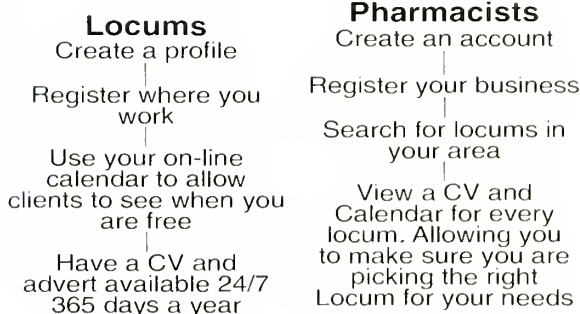 Locums
Create a profile
Register where you
work
Use your on-line
calendar to allow
clients to see when you
are free
Have a CV and
advert available 24/7
365 days a year
Pharmacists
Create an account
Register your business
Search for locums in
your area
View a CV and
Calendar for every
locum. Allowing you
to make sure you are
picking the right
Locum for your needs